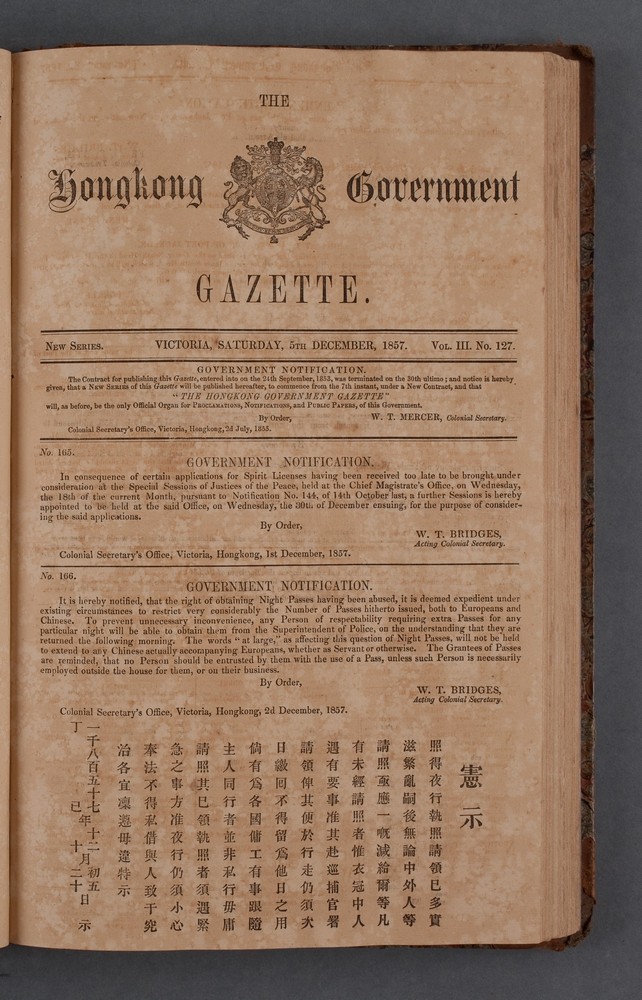 THE
Hongkong Government
GAZETTE.
NEW SERIES. VICTORIA, SATURDAY, 5TH DECEMBER, 1857. VOL. III. No. 127.
GOVERNMENT NOTIFICATION.
The Contract for publishing this Gazette, entered into on the 24th September, 1853, was terminated on the 30th ultimo; and notice is hereby
given, that a NEW SERIES of this Gazette will be published hereafter, to commence from the 7th instant, under a New Contract, and that
"THE HONGKONG GOVERNMENT GAZETTE"
will, as before, be the only Official Organ for PROCLAMATIONS, NOTIFICATIONS, and PUBLIC PAPERS, of this Government.
By Order, W. T. MERCER, Colonial Secretary.
Colonial Secretary's Office, Victoria, Hongkong, 2d July, 1855.
No. 165.
GOVERNMENT NOTIFICATION.
In consequence of certain applications for Spirit Licenses having been received too late to be brought under
consideration at the Special Sessions of Justices of the Peace, held at the Chief Magistrate's Office, on Wednesday,
the 18th of the current Month, pursuant to Notification No. 144, of 14th October last, a further Sessions is hereby
appointed to be held at the said Office, on Wednesday, the 30th of December ensuing, for the purpose of consider-
ing the said applications.
By Order,
W. T. BRIDGES,
Acting Colonial Secretary.
Colonial Secretary's Office, Victoria, Hongkong, 1st December, 1857.
No. 166.
GOVERNMENT NOTIFICATION.
It is hereby notified, that the right of obtaining Night Passes having been abused, it is deemed expedient under
existing circumstances to restrict very considerably the Number of Passes hitherto issued, both to Europeans and
Chinese. To prevent unnecessary inconvenience, any Person of respectability requiring extra Passes for any
particular night will be able to obtain them from the Superintendent of Police, on the understanding that they are
returned the following morning. The words "at large," as affecting this question of Night Passes, will not be held
to extend to any Chinese actually accompanying Europeans, whether as Servant or otherwise. The Grantees of Passes
are reminded, that no Person should be entrusted by them with the use of a Pass, unless such Person is necessarily
employed outside the house for them, or on their business.
By Order,
W. T. BRIDGES,
Acting Colonial Secretary.
Colonial Secretary's Office, Victoria, Hongkong, 2d December, 1857.
憲示
照得夜行執照請領已多實
滋繁亂嗣後無論中外人等
請照亟應一嘅減給爾等凡
有未經請照者惟衣冠中人
遇有要事准其赴巡捕官署
請領俾其便於行走仍須次
日繳囘不得留爲他日之用
倘有爲各國傭工有事跟隨
主人同行者並非私行毋庸
請照其已領執照者須遇緊
急之事方准夜行仍須小心
奉法不得私借與人致干究
治各宜凜遵毋違特示
一千八百五十七年十二月初五日 示
丁巳 十 二十